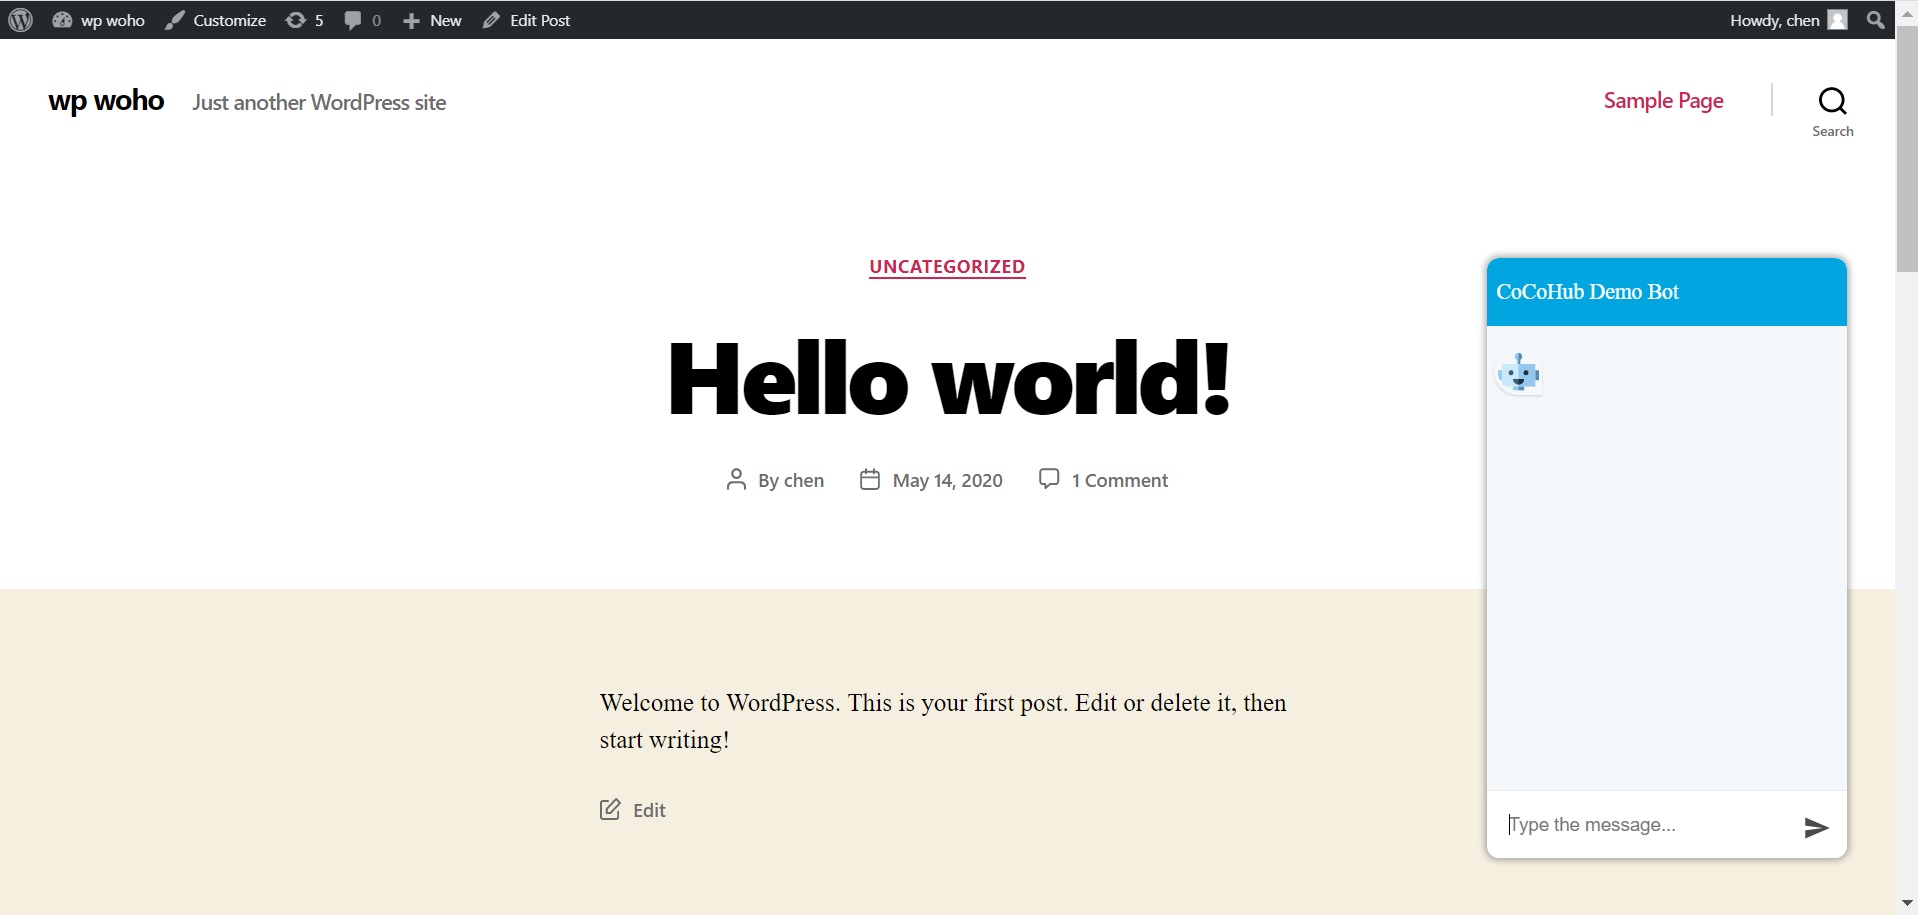 wp woho Customize 5 0 New Edit Post Howdy, chen
wp woho Just another WordPress site Sample Page
Search
UNCATEGORIZED
Hello world!
By chen May 14, 2020 1 Comment
Welcome to WordPress. This is your first post. Edit or delete it, then
start writing!
Edit
CoCoHub Demo Bot
Type the message...